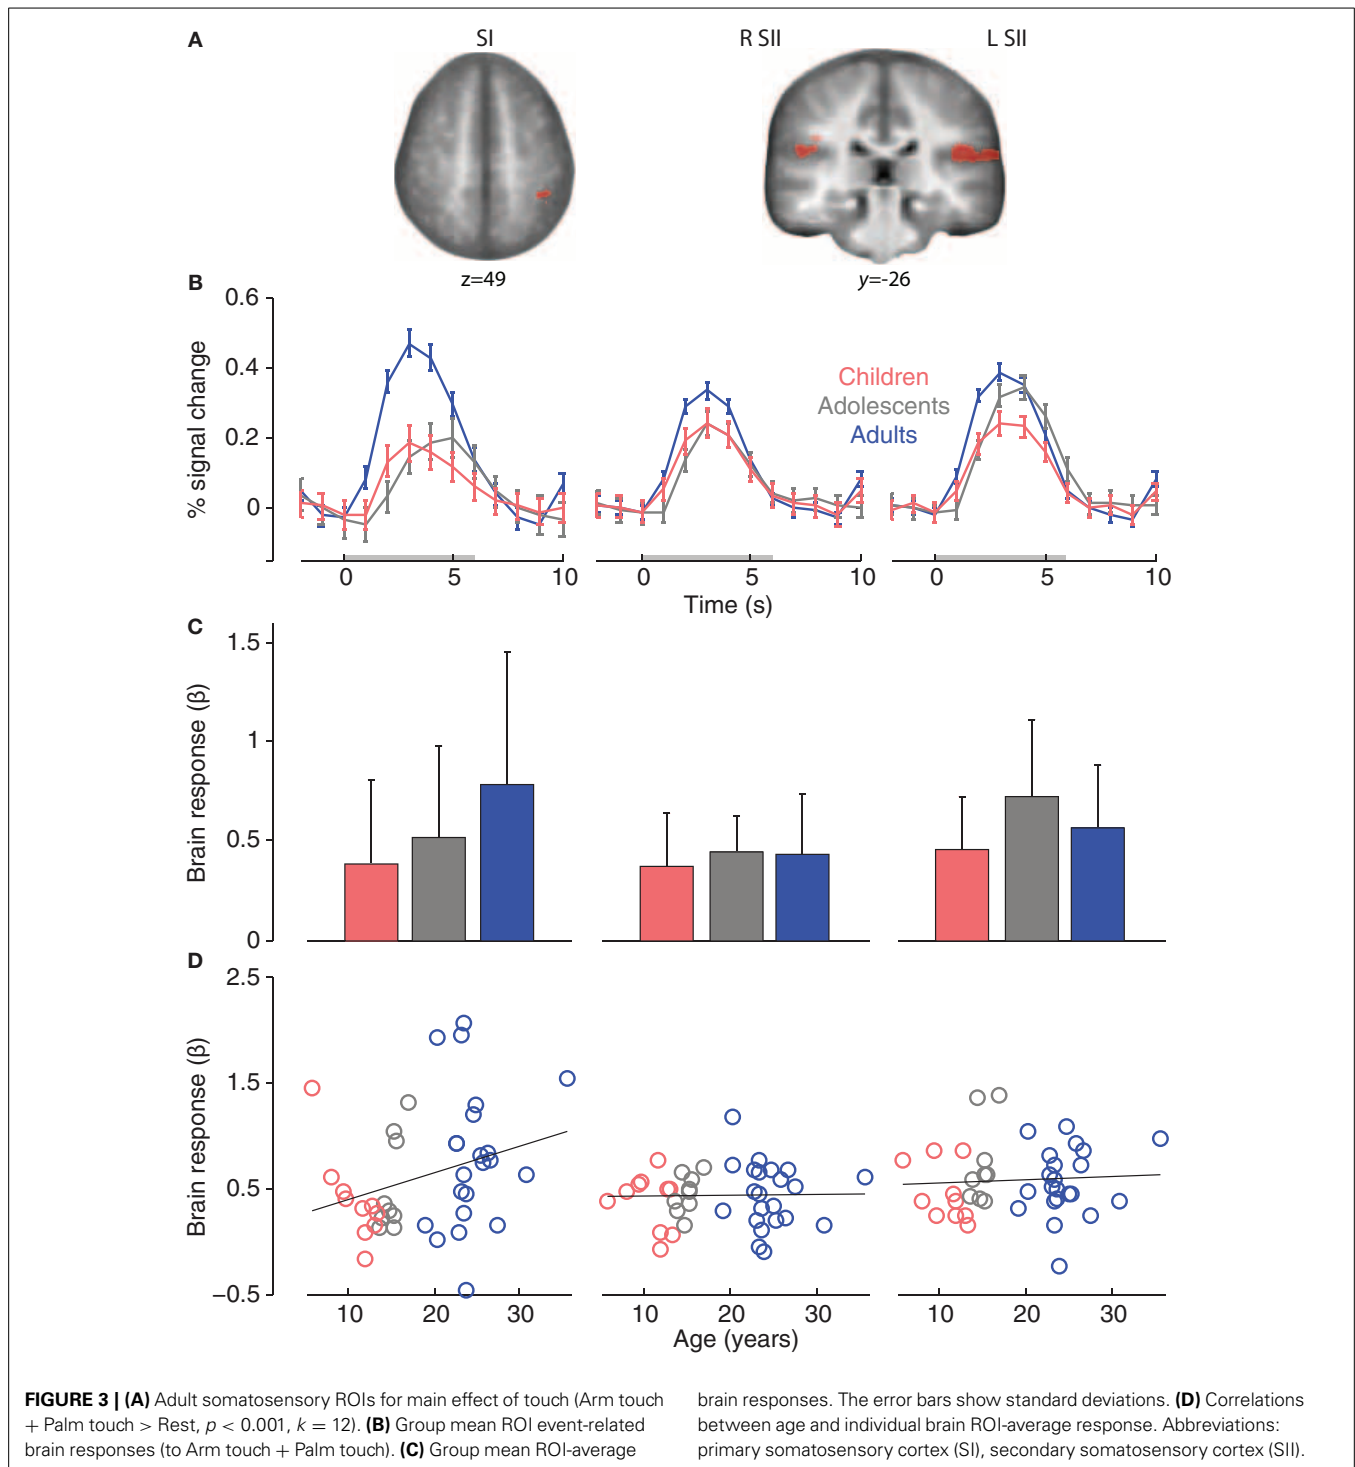 A
SI
R SII
L SII
z=49
y=-26
B
0.6
0.4
0.2
0
% signal change
Children
Adolescents
Adults
0 5 10
0 5 10
0 5 10
Time (s)
C
1.5
1
0.5
0
Brain response (β)
D
2.5
1.5
0.5
−0.5
Brain response (β)
10 20 30
10 20 30
10 20 30
Age (years)
FIGURE 3 | (A) Adult somatosensory ROIs for main effect of touch (Arm touch
+ Palm touch > Rest, p < 0.001, k = 12). (B) Group mean ROI event-related
brain responses (to Arm touch + Palm touch). (C) Group mean ROI-average
brain responses. The error bars show standard deviations. (D) Correlations
between age and individual brain ROI-average response. Abbreviations:
primary somatosensory cortex (SI), secondary somatosensory cortex (SII).